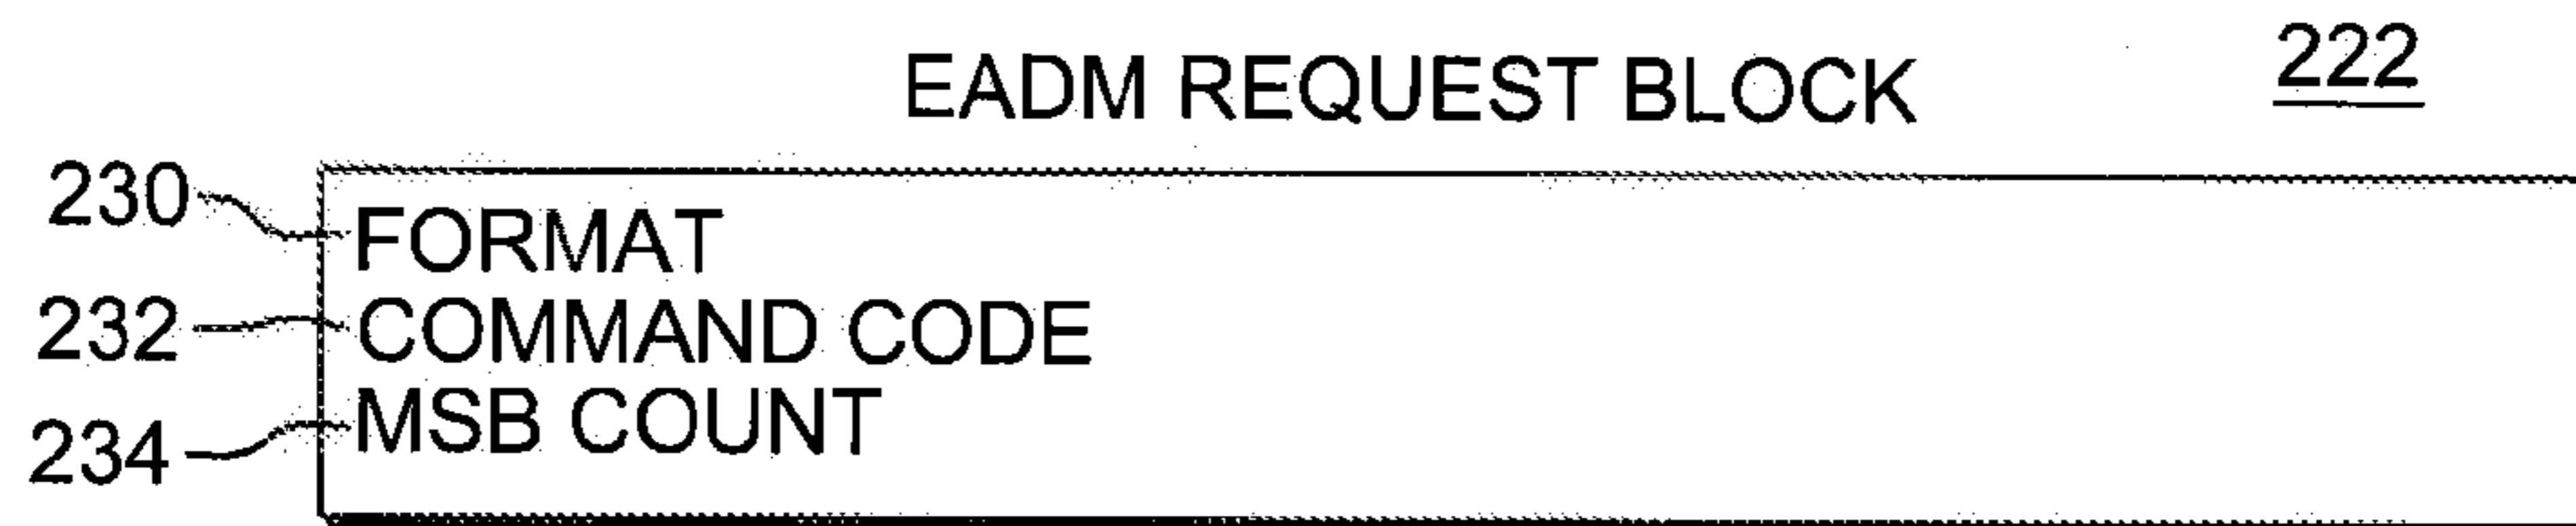 EADM REQUEST BLOCK 222
230 FORMAT
232 COMMAND CODE
234 MSB COUNT